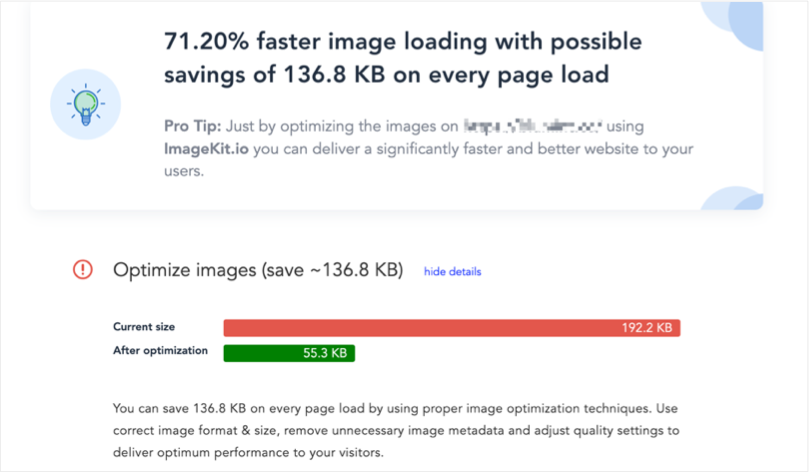 71.20% faster image loading with possible
savings of 136.8 KB on every page load
Pro Tip: Just by optimizing the images on using
ImageKit.io you can deliver a significantly faster and better website to your
users.
Optimize images (save ~136.8 KB) hide details
Current size 192.2 KB
After optimization 55.3 KB
You can save 136.8 KB on every page load by using proper image optimization techniques. Use
correct image format & size, remove unnecessary image metadata and adjust quality settings to
deliver optimum performance to your visitors.